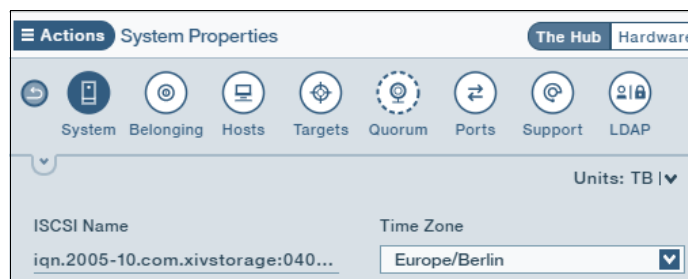 Actions System Properties The Hub Hardware
System Belonging Hosts Targets Quorum Ports Support LDAP
Units: TB
ISCSI Name Time Zone
iqn.2005-10.com.xivstorage:040... Europe/Berlin